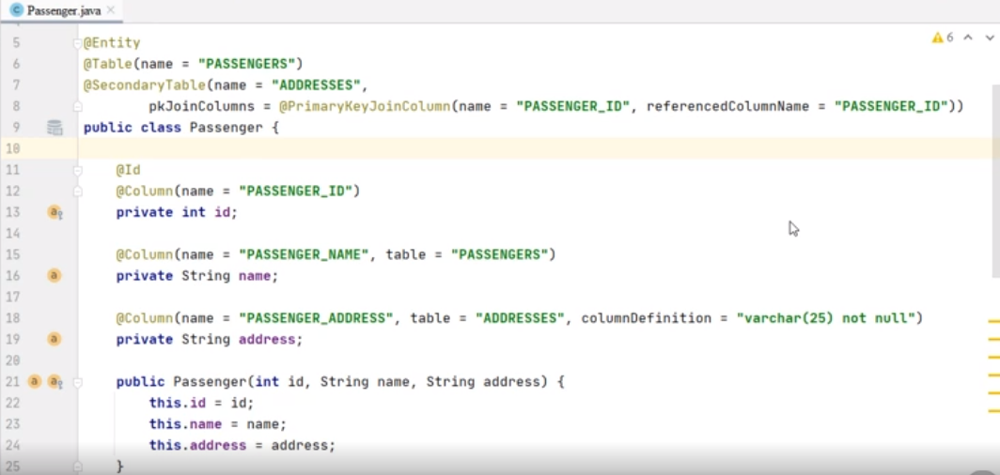 Passenger.java
6
5 @Entity
6 @Table(name = "PASSENGERS")
7 @SecondaryTable(name = "ADDRESSES",
8 pkJoinColumns = @PrimaryKeyJoinColumn(name = "PASSENGER_ID", referencedColumnName = "PASSENGER_ID"))
9 public class Passenger {
10
11 @Id
12 @Column(name = "PASSENGER_ID")
13 private int id;
14
15 @Column(name = "PASSENGER_NAME", table = "PASSENGERS")
16 private String name;
17
18 @Column(name = "PASSENGER_ADDRESS", table = "ADDRESSES", columnDefinition = "varchar(25) not null")
19 private String address;
20
21 public Passenger(int id, String name, String address) {
22 this.id = id;
23 this.name = name;
24 this.address = address;
25 }